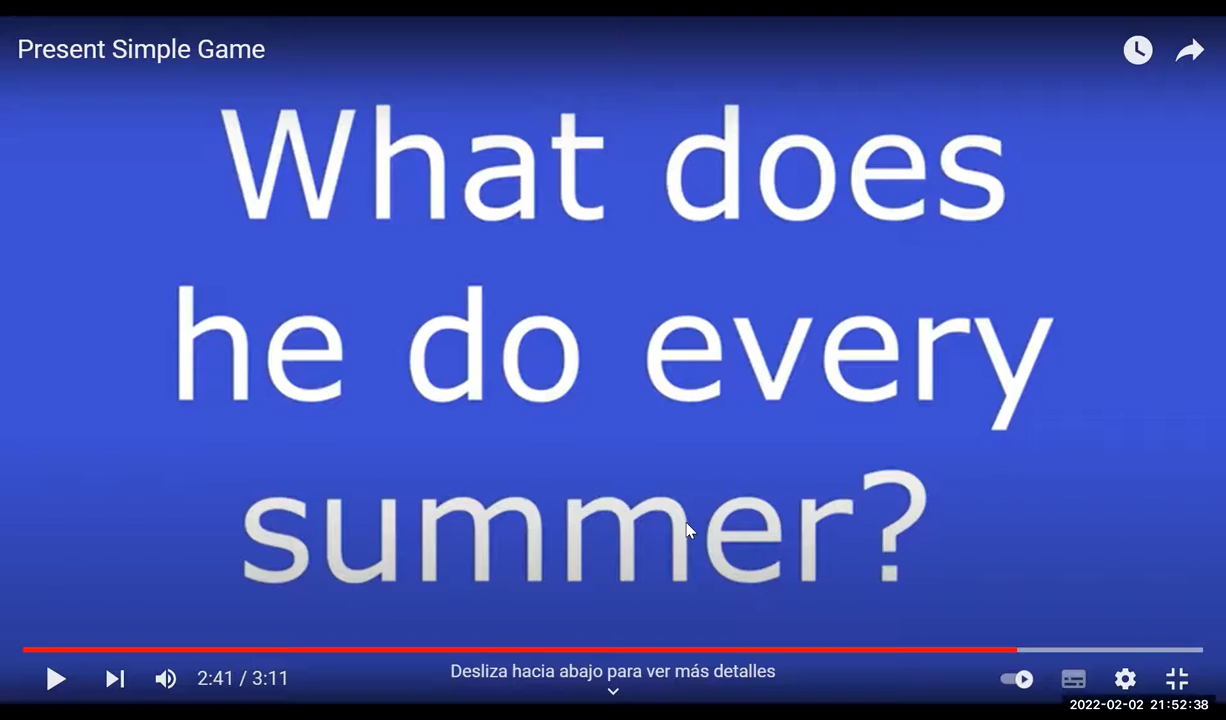 Present Simple Game
What does
he do every
summer?
2:41 / 3:11
Desliza hacia abajo para ver más detalles
2022-02-02 21:52:38